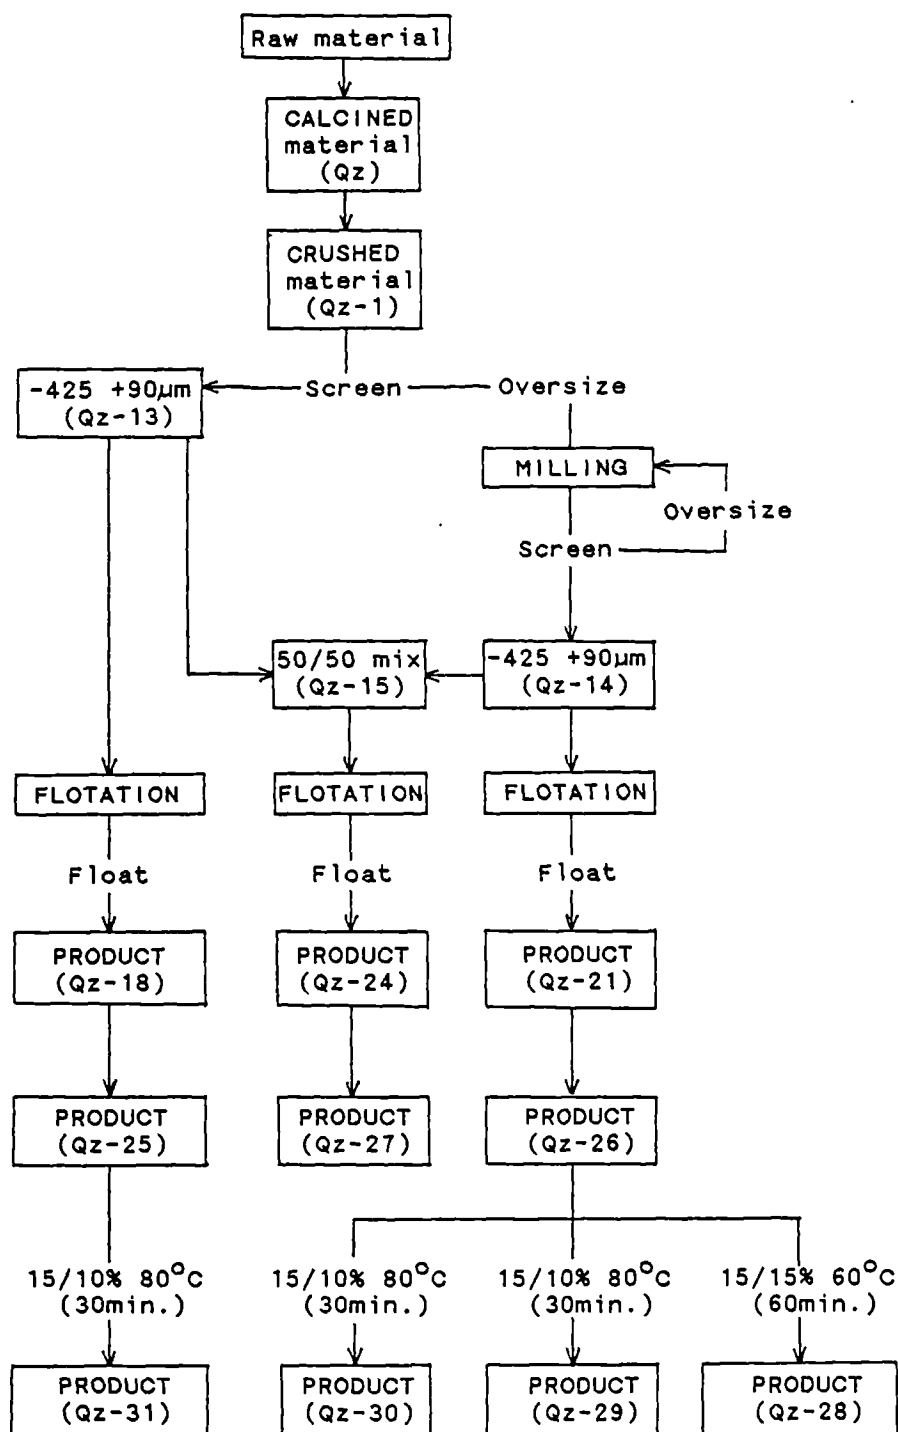 Raw material
CALCINED
material
(Qz)
CRUSHED
material
(Qz-1)
-425 +90µm
(Qz-13)
Screen
Oversize
MILLING
Oversize
Screen
50/50 mix
(Qz-15)
-425 +90µm
(Qz-14)
FLOTATION
FLOTATION
FLOTATION
Float
Float
Float
PRODUCT
(Qz-18)
PRODUCT
(Qz-24)
PRODUCT
(Qz-21)
PRODUCT
(Qz-25)
PRODUCT
(Qz-27)
PRODUCT
(Qz-26)
15/10% 80°C
(30min.)
15/10% 80°C
(30min.)
15/10% 80°C
(30min.)
15/15% 60°C
(60min.)
PRODUCT
(Qz-31)
PRODUCT
(Qz-30)
PRODUCT
(Qz-29)
PRODUCT
(Qz-28)